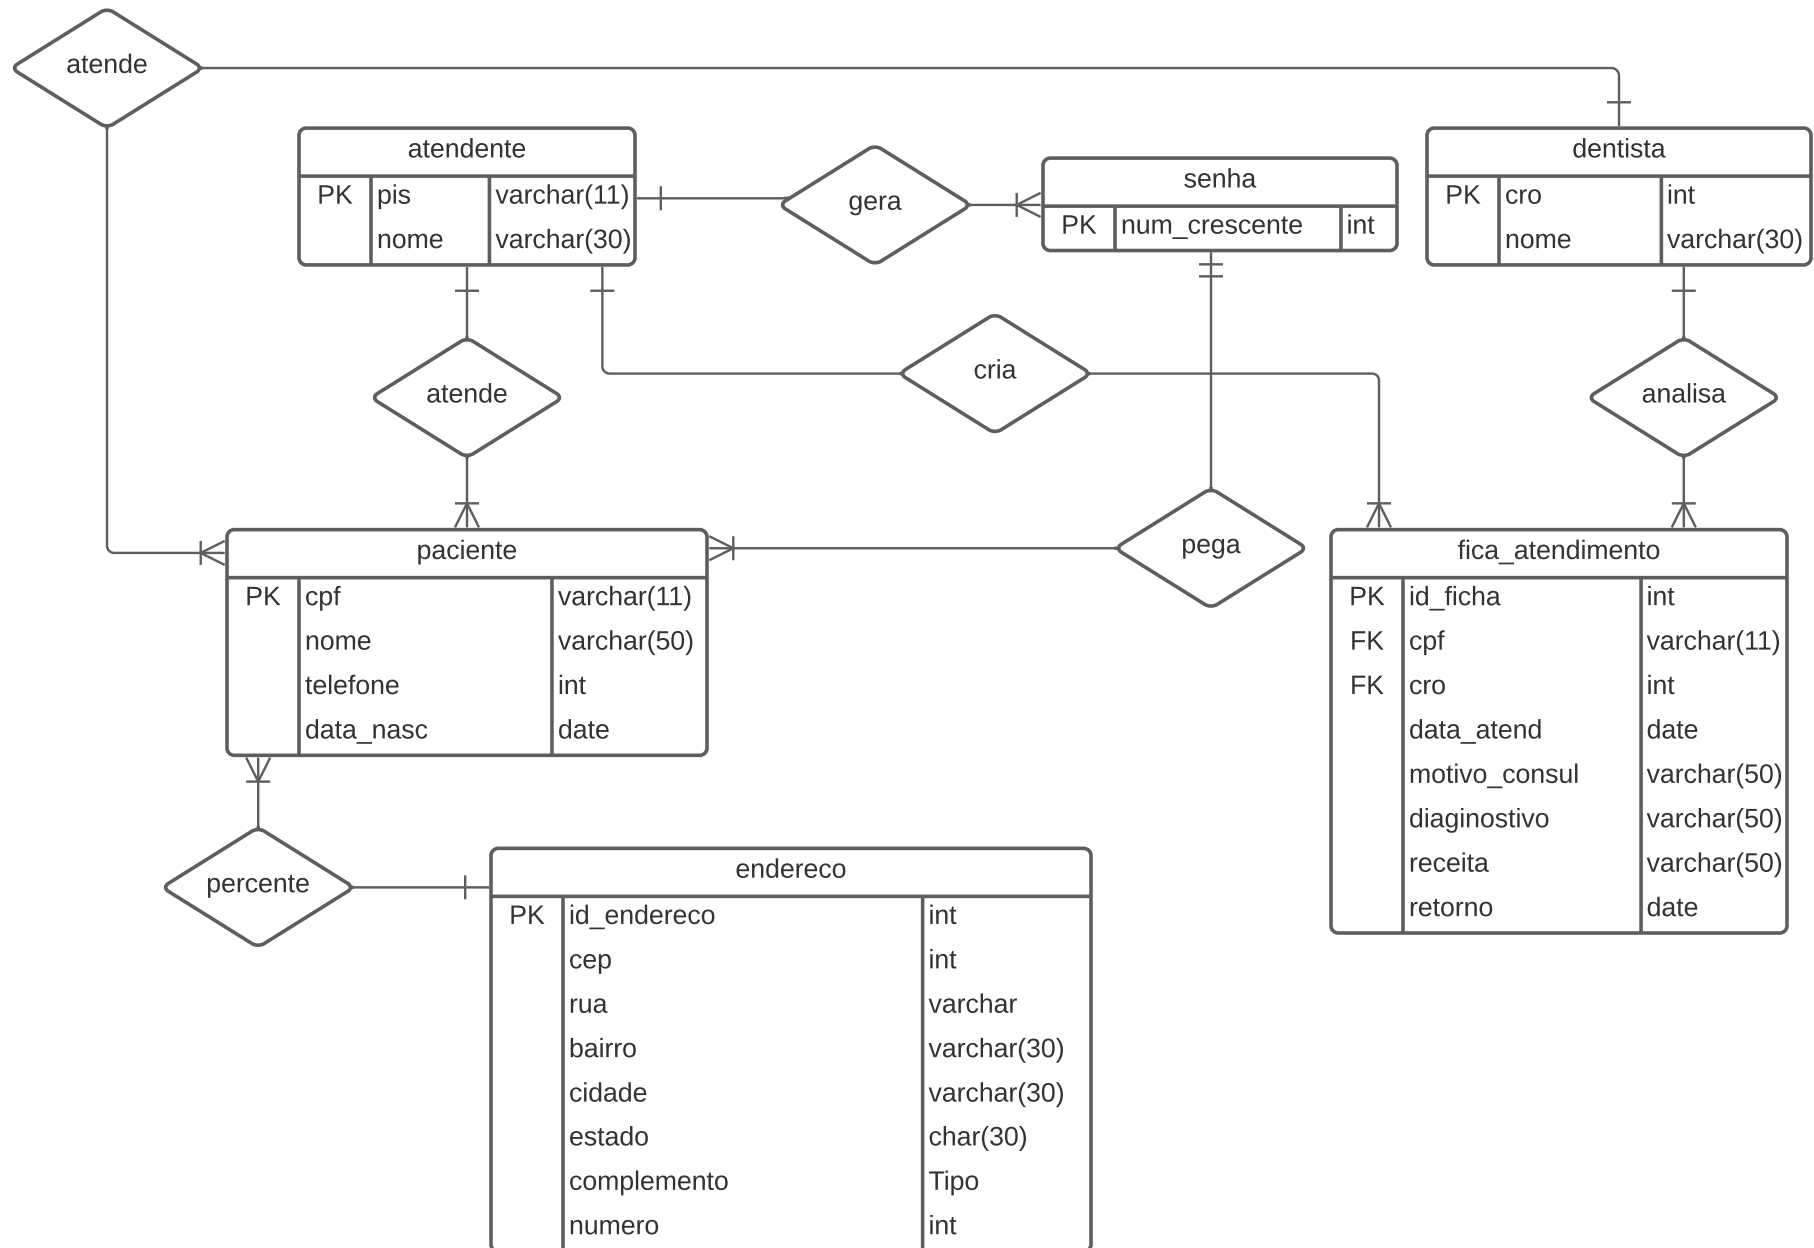 atende
atendente
PK pis varchar(11)
nome varchar(30)
gera
senha
PK num_crescente int
dentista
PK cro int
nome varchar(30)
atende
cria
analisa
pega
paciente
PK cpf varchar(11)
nome varchar(50)
telefone int
data_nasc date
fica_atendimento
PK id_ficha int
FK cpf varchar(11)
FK cro int
data_atend date
motivo_consul varchar(50)
diaginostivo varchar(50)
receita varchar(50)
retorno date
percente
endereco
PK id_endereco int
cep int
rua varchar
bairro varchar(30)
cidade varchar(30)
estado char(30)
complemento Tipo
numero int